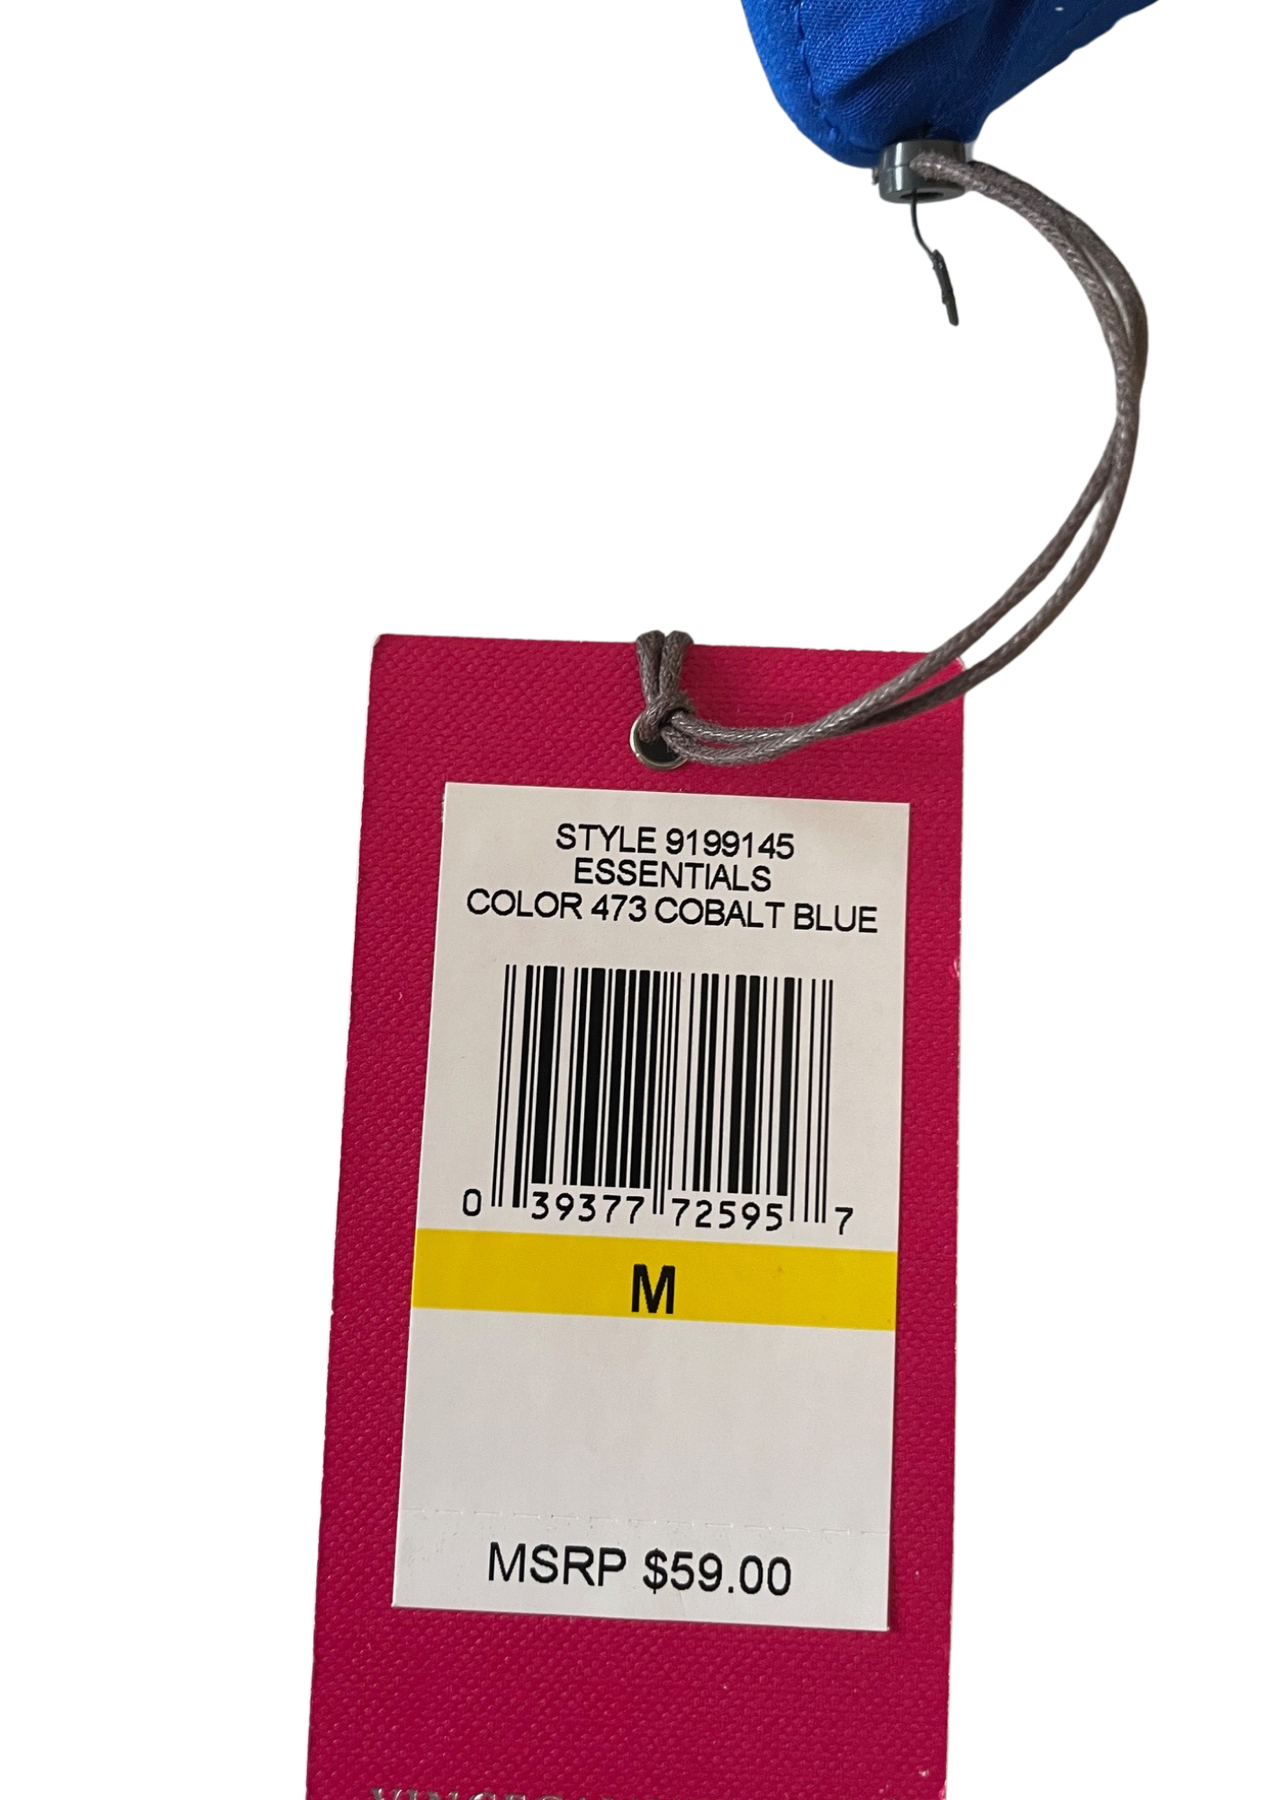 STYLE 9199145
ESSENTIALS
COLOR 473 COBALT BLUE
0 39377 72595 7
M
MSRP $59.00